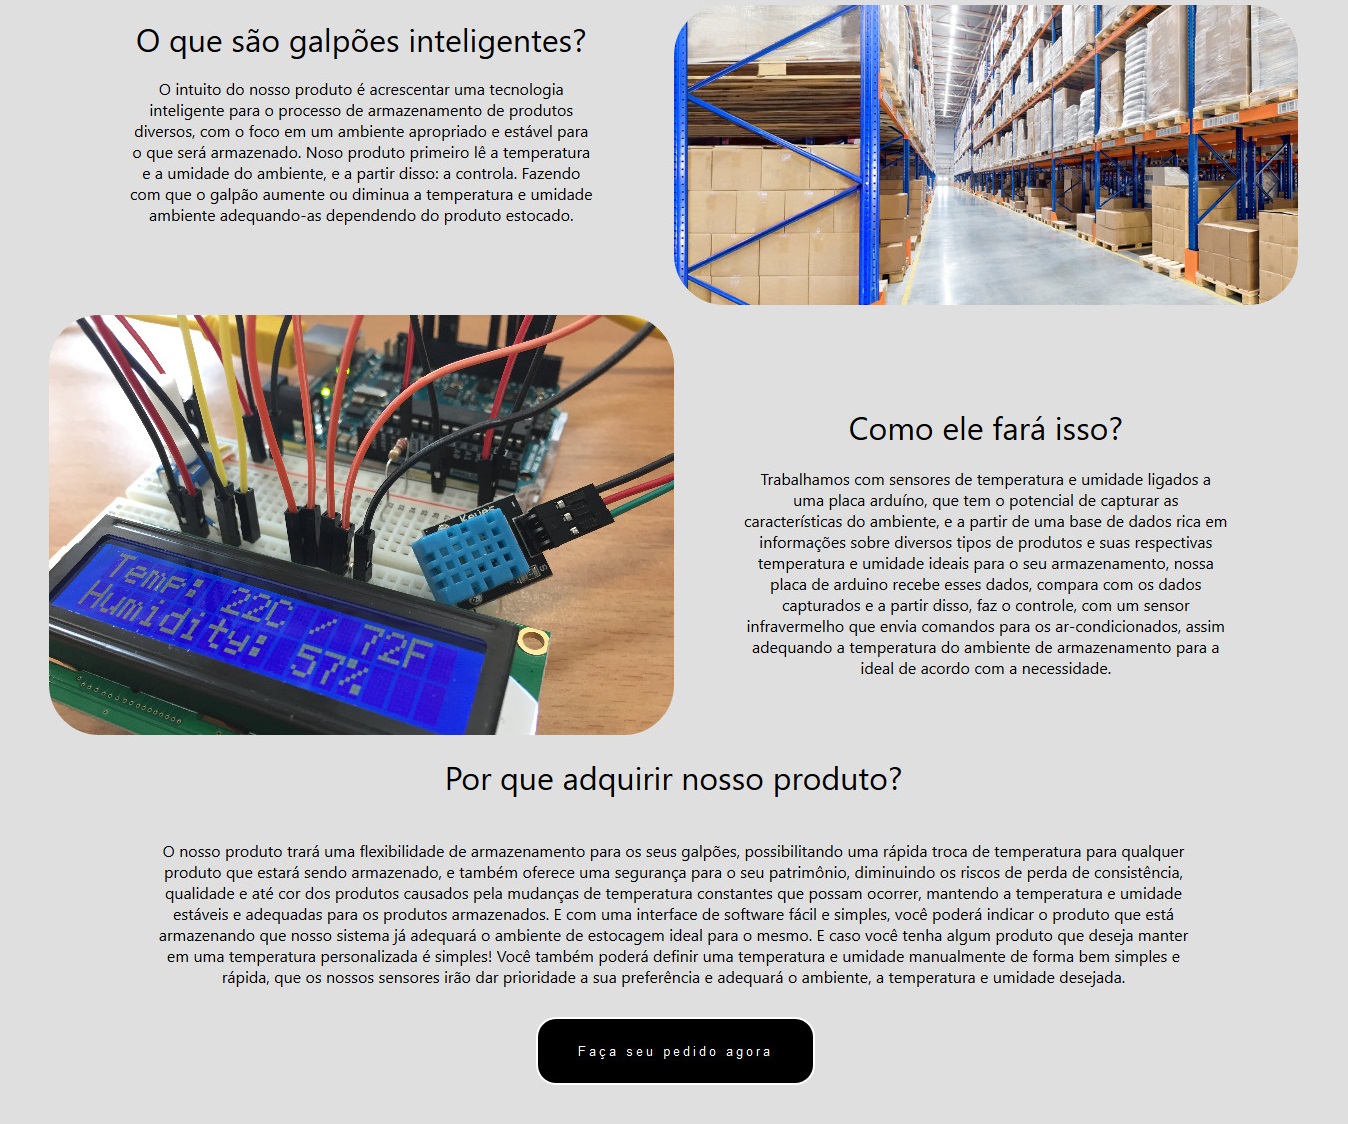 O que são galpões inteligentes?
O intuito do nosso produto é acrescentar uma tecnologia
inteligente para o processo de armazenamento de produtos
diversos, com o foco em um ambiente apropriado e estável para
o que será armazenado. Noso produto primeiro lê a temperatura
e a umidade do ambiente, e a partir disso: a controla. Fazendo
com que o galpão aumente ou diminua a temperatura e umidade
ambiente adequando-as dependendo do produto estocado.
Keyes
S
Temp: 22C / 72F
Humidity: 57%
Como ele fará isso?
Trabalhamos com sensores de temperatura e umidade ligados a
uma placa arduíno, que tem o potencial de capturar as
características do ambiente, e a partir de uma base de dados rica em
informações sobre diversos tipos de produtos e suas respectivas
temperatura e umidade ideais para o seu armazenamento, nossa
placa de arduino recebe esses dados, compara com os dados
capturados e a partir disso, faz o controle, com um sensor
infravermelho que envia comandos para os ar-condicionados, assim
adequando a temperatura do ambiente de armazenamento para a
ideal de acordo com a necessidade.
Por que adquirir nosso produto?
O nosso produto trará uma flexibilidade de armazenamento para os seus galpões, possibilitando uma rápida troca de temperatura para qualquer
produto que estará sendo armazenado, e também oferece uma segurança para o seu patrimônio, diminuindo os riscos de perda de consistência,
qualidade e até cor dos produtos causados pela mudanças de temperatura constantes que possam ocorrer, mantendo a temperatura e umidade
estáveis e adequadas para os produtos armazenados. E com uma interface de software fácil e simples, você poderá indicar o produto que está
armazenando que nosso sistema já adequará o ambiente de estocagem ideal para o mesmo. E caso você tenha algum produto que deseja manter
em uma temperatura personalizada é simples! Você também poderá definir uma temperatura e umidade manualmente de forma bem simples e
rápida, que os nossos sensores irão dar prioridade a sua preferência e adequará o ambiente, a temperatura e umidade desejada.
Faça seu pedido agora